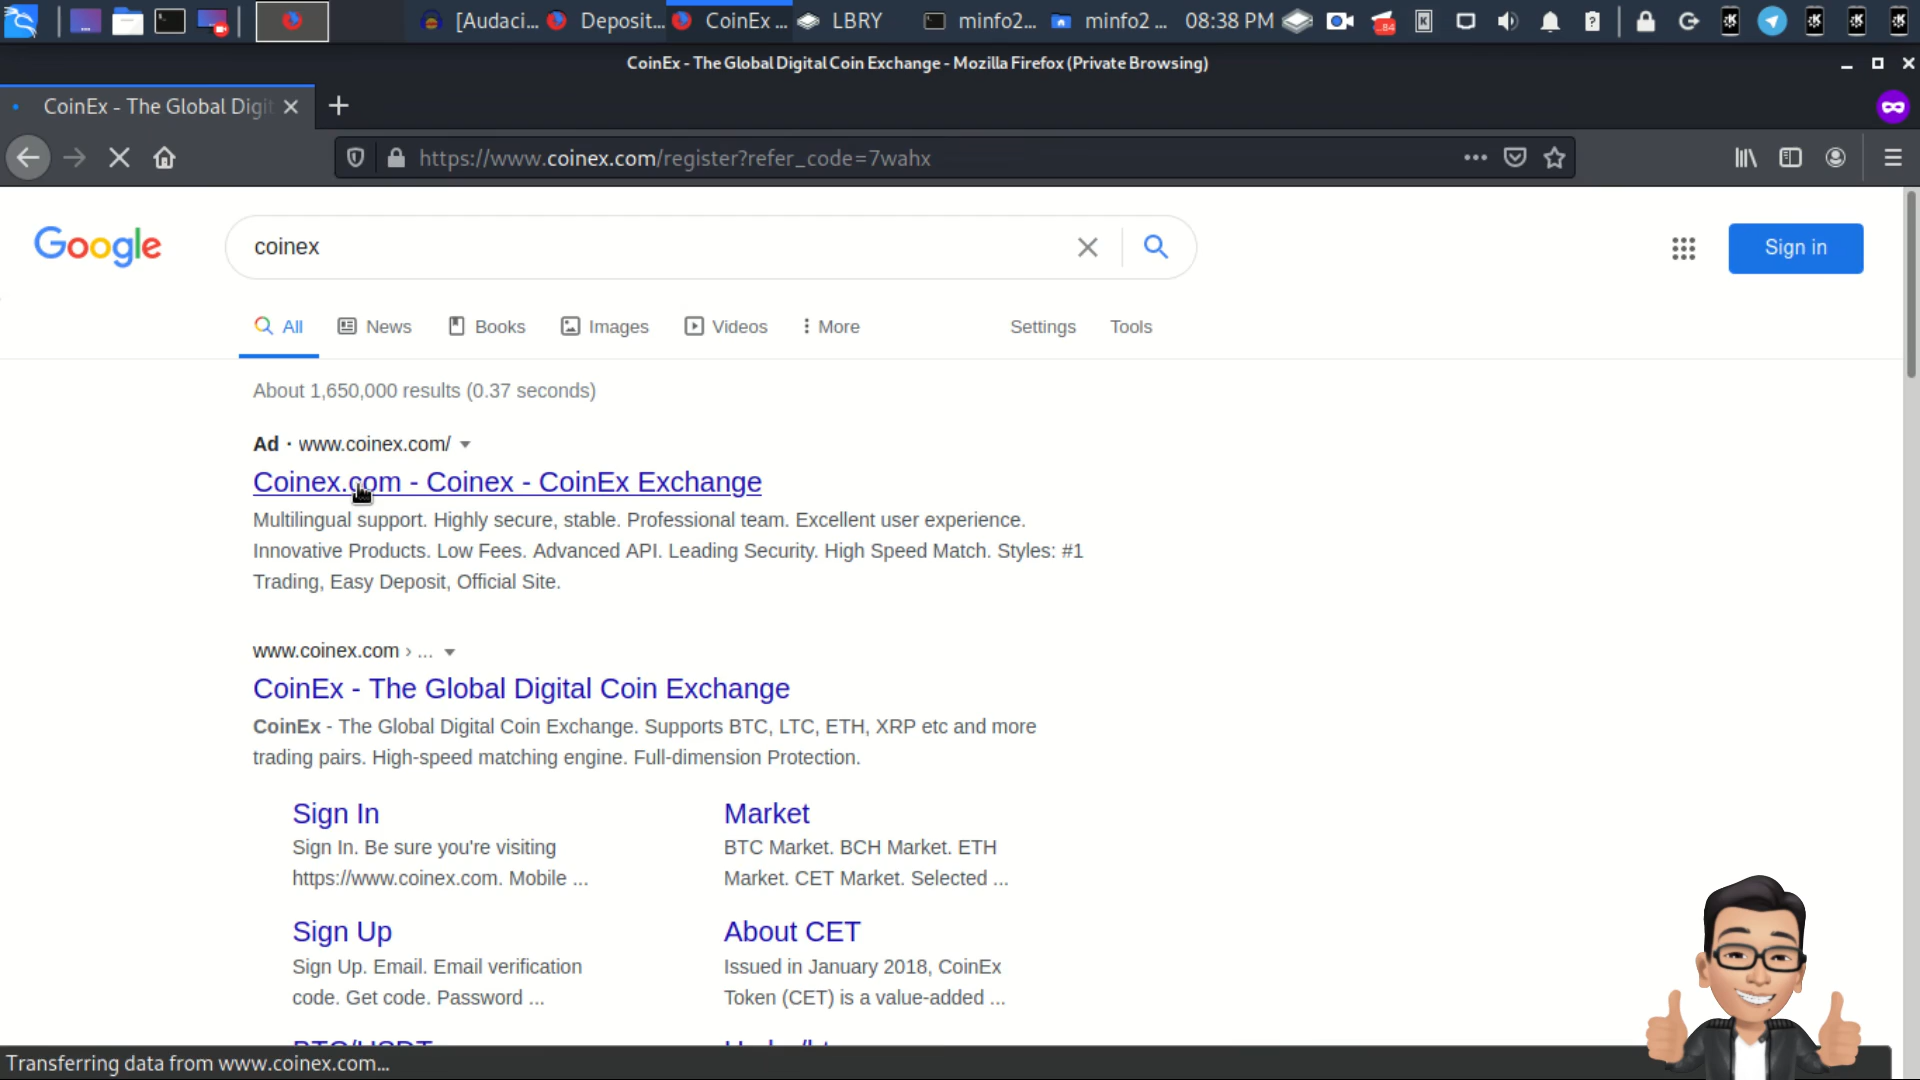 [Audaci...
Deposit...
CoinEx ...
LBRY
minfo2...
minfo2 ...
08:38 PM
CoinEx - The Global Digital Coin Exchange - Mozilla Firefox (Private Browsing)
CoinEx - The Global Digit
https://www.coinex.com/register?refer_code=7wahx
Google
coinex
Sign in
All
News
Books
Images
Videos
More
Settings
Tools
About 1,650,000 results (0.37 seconds)
Ad · www.coinex.com/
Coinex.com - Coinex - CoinEx Exchange
Multilingual support. Highly secure, stable. Professional team. Excellent user experience.
Innovative Products. Low Fees. Advanced API. Leading Security. High Speed Match. Styles: #1
Trading, Easy Deposit, Official Site.
www.coinex.com › ...
CoinEx - The Global Digital Coin Exchange
CoinEx - The Global Digital Coin Exchange. Supports BTC, LTC, ETH, XRP etc and more
trading pairs. High-speed matching engine. Full-dimension Protection.
Sign In
Sign In. Be sure you're visiting
https://www.coinex.com. Mobile ...
Market
BTC Market. BCH Market. ETH
Market. CET Market. Selected ...
Sign Up
Sign Up. Email. Email verification
code. Get code. Password ...
About CET
Issued in January 2018, CoinEx
Token (CET) is a value-added ...
BTC/USDT
Transferring data from www.coinex.com...